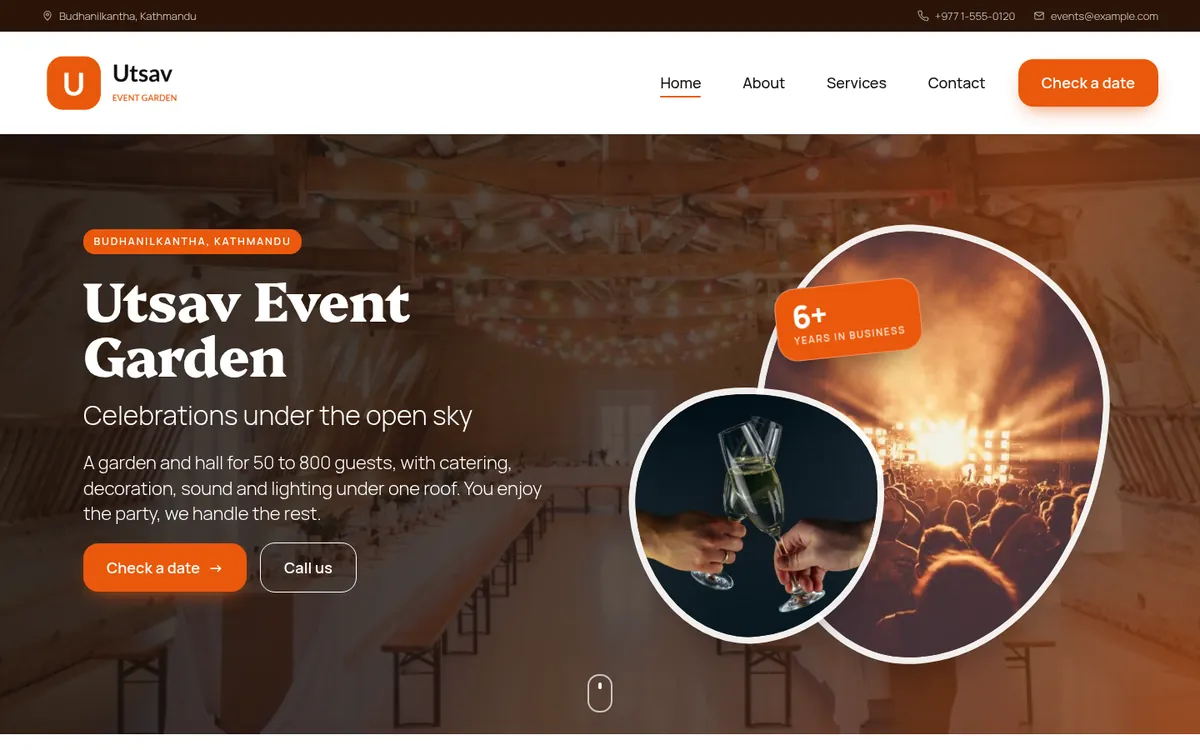 Budhanilkantha, Kathmandu
+977 1-555-0120
events@example.com
U
Utsav
EVENT GARDEN
Home
About
Services
Contact
Check a date
BUDHANILKANTHA, KATHMANDU
Utsav Event
Garden
Celebrations under the open sky
A garden and hall for 50 to 800 guests, with catering,
decoration, sound and lighting under one roof. You enjoy
the party, we handle the rest.
Check a date →
Call us
6+
YEARS IN BUSINESS